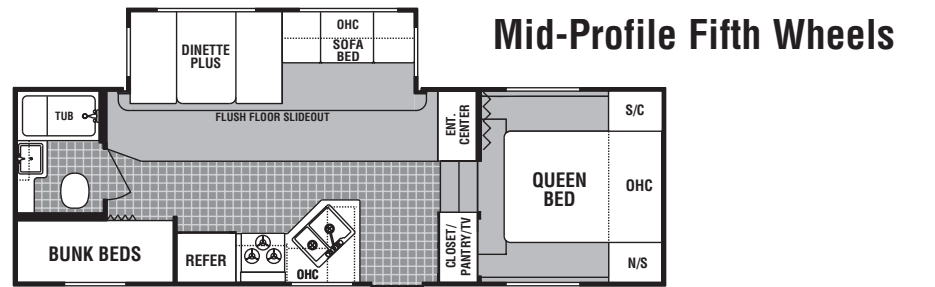 Mid-Profile Fifth Wheels
DINETTE
PLUS
OHC
SOFA
BED
FLUSH FLOOR SLIDEOUT
TUB
ENT.
CENTER
S/C
QUEEN
BED
OHC
N/S
BUNK BEDS
REFER
OHC
CLOSET/
PANTRY/TV